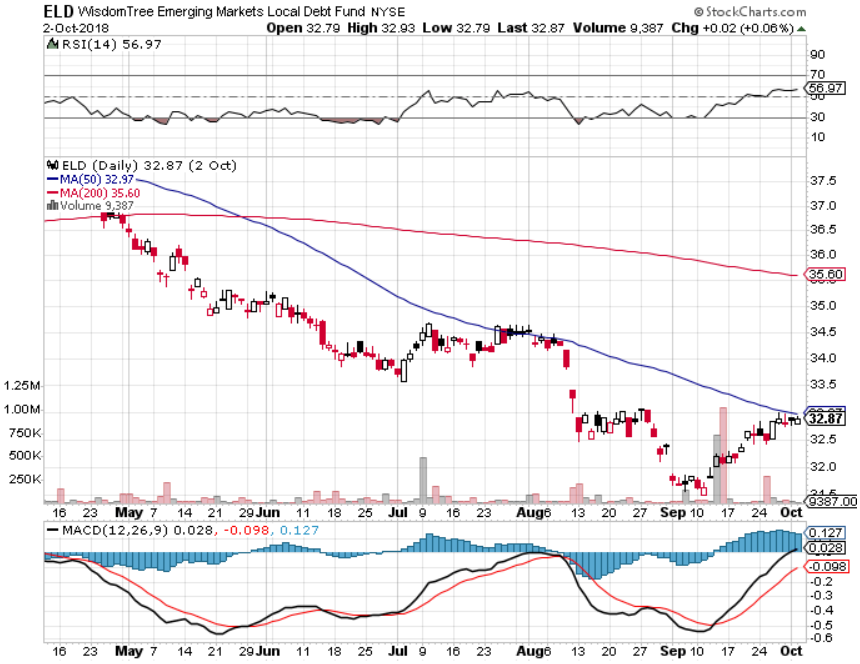 ELD WisdomTree Emerging Markets Local Debt Fund NYSE © StockCharts.com
2-Oct-2018 Open 32.79 High 32.93 Low 32.79 Last 32.87 Volume 9,387 Chg +0.02 (+0.06%)
RSI(14) 56.97
90
70
56.97
50
30
10
ELD (Daily) 32.87 (2 Oct)
MA(50) 32.97
MA(200) 35.60
Volume 9,387
37.5
37.0
36.5
36.0
35.60
35.0
34.5
34.0
33.5
32.97
32.87
32.5
32.0
31.5
9387.00
1.25M
1.00M
750K
500K
250K
16 23 May 7 14 21 29 Jun 11 18 25 Jul 9 16 23 Aug 6 13 20 27 Sep 10 17 24 Oct
MACD(12,26,9) 0.028, -0.098, 0.127
0.127
0.028
-0.098
-0.2
-0.3
-0.4
-0.5
-0.6
16 23 May 7 14 21 29 Jun 11 18 25 Jul 9 16 23 Aug 6 13 20 27 Sep 10 17 24 Oct